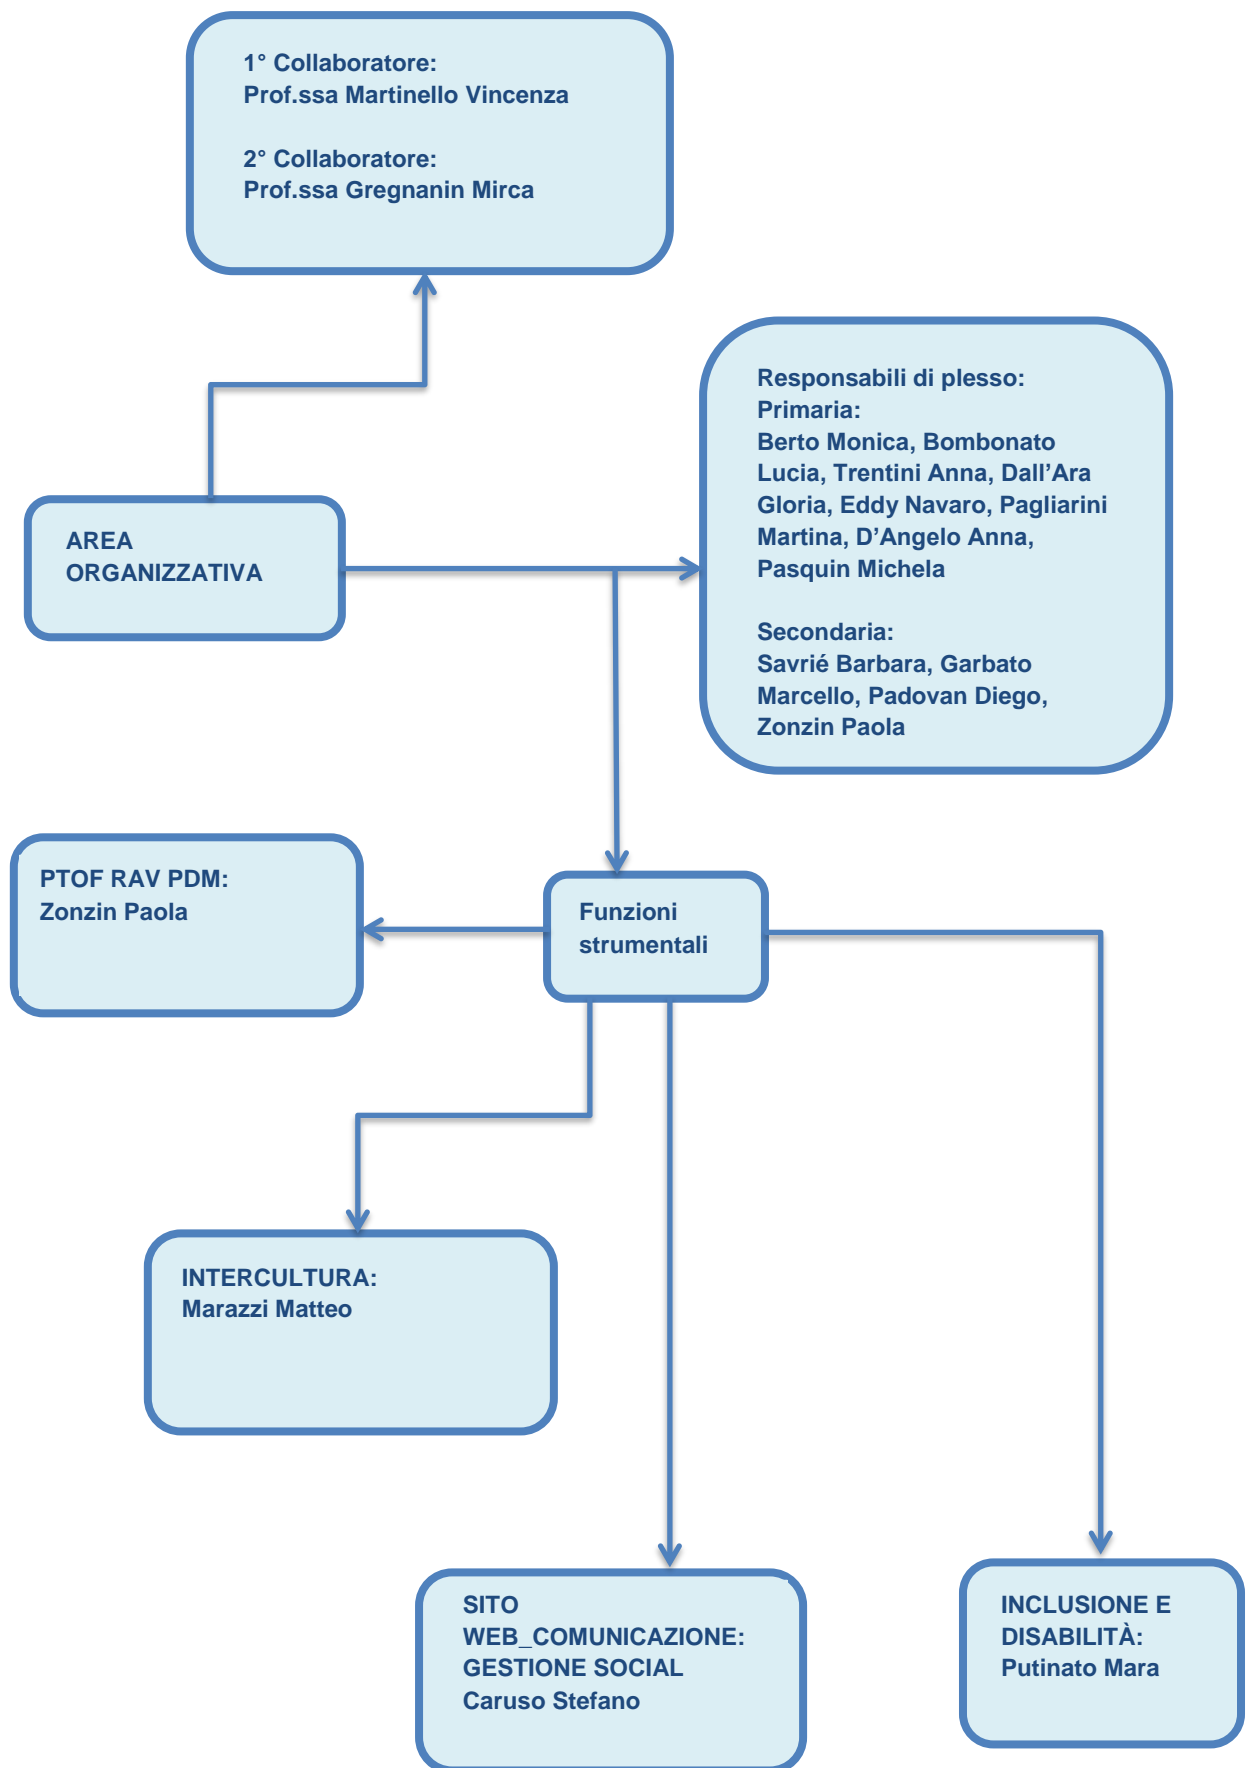 1° Collaboratore:
Prof.ssa Martinello Vincenza
2° Collaboratore:
Prof.ssa Gregnanin Mirca
Responsabili di plesso:
Primaria:
Berto Monica, Bombonato
Lucia, Trentini Anna, Dall’Ara
Gloria, Eddy Navaro, Pagliarini
Martina, D’Angelo Anna,
Pasquin Michela
Secondaria:
Savrié Barbara, Garbato
Marcello, Padovan Diego,
Zonzin Paola
AREA
ORGANIZZATIVA
PTOF RAV PDM:
Zonzin Paola
Funzioni
strumentali
INTERCULTURA:
Marazzi Matteo
SITO
WEB_COMUNICAZIONE:
GESTIONE SOCIAL
Caruso Stefano
INCLUSIONE E
DISABILITÀ:
Putinato Mara